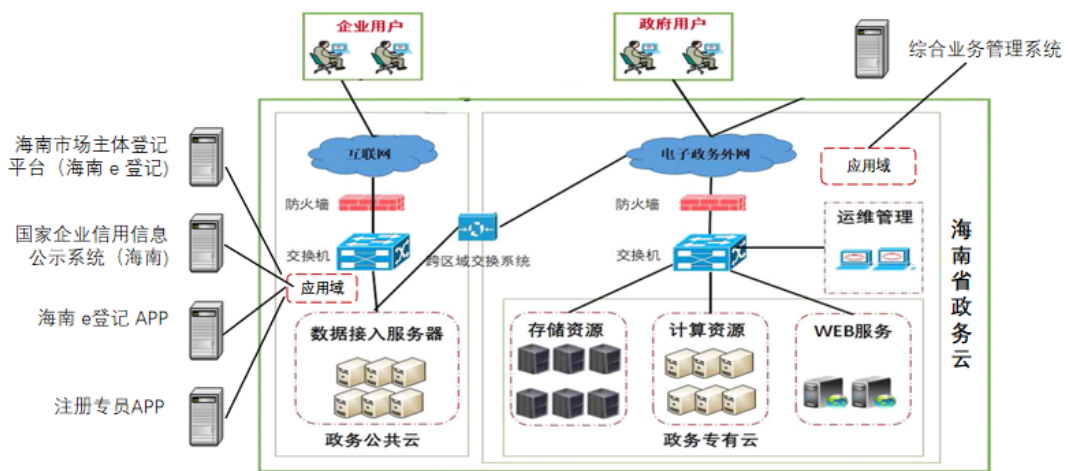 企业用户
政府用户
综合业务管理系统
海南市场主体登记
平台（海南 e 登记）
互联网
电子政务外网
应用域
防火墙
防火墙
运维管理
国家企业信用信息
公示系统（海南）
交换机
跨区域交换系统
交换机
海南省政务云
应用域
海南 e登记 APP
数据接入服务器
存储资源
计算资源
WEB服务
注册专员APP
政务公共云
政务专有云